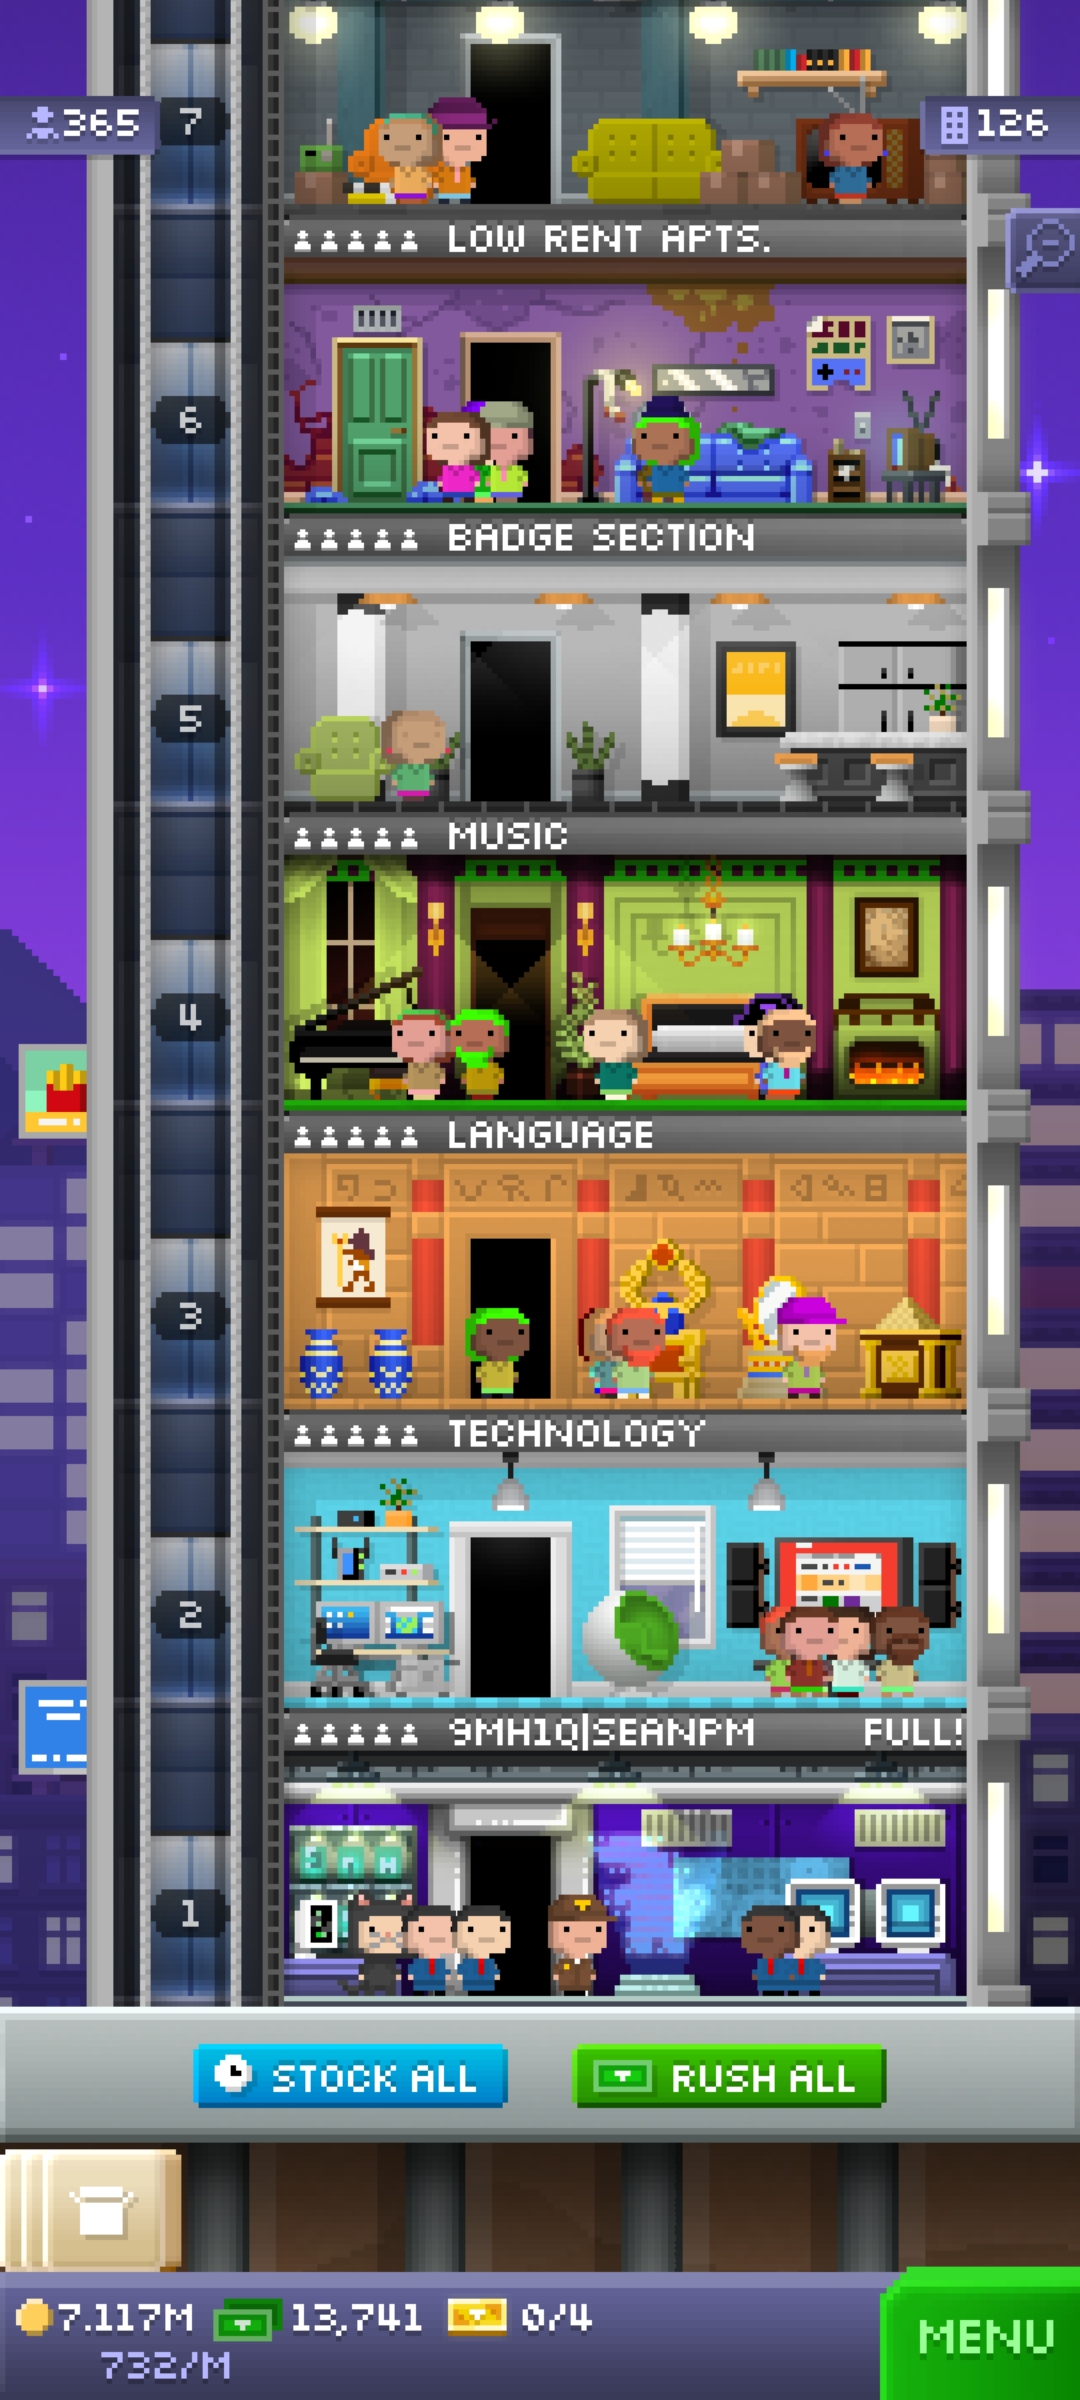 7
365
126
LOW RENT APTS.
6
BADGE SECTION
5
MUSIC
4
LANGUAGE
3
TECHNOLOGY
2
9MH1Q|SEANPM FULL!
1
STOCK ALL
RUSH ALL
7.117M 13,741 0/4
732/M
MENU